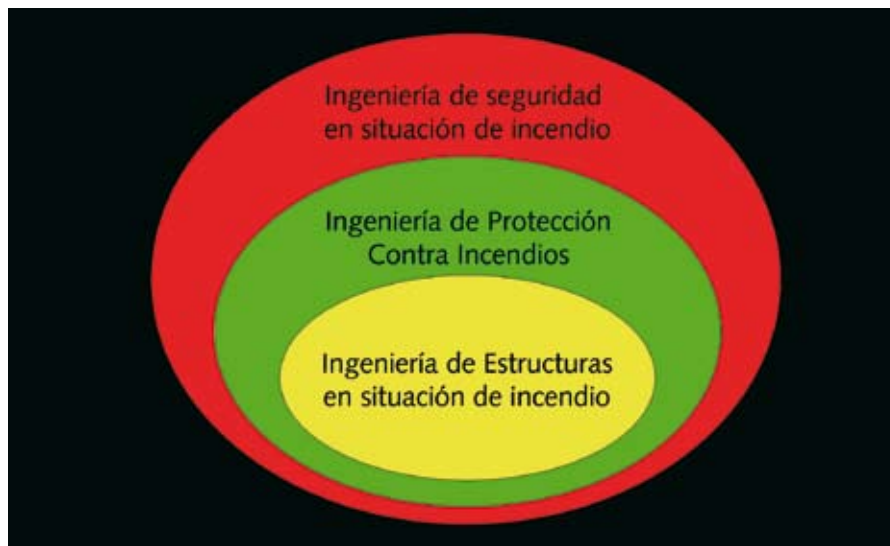 Ingeniería de seguridad
en situación de incendio
Ingeniería de Protección
Contra Incendios
Ingeniería de Estructuras
en situación de incendio